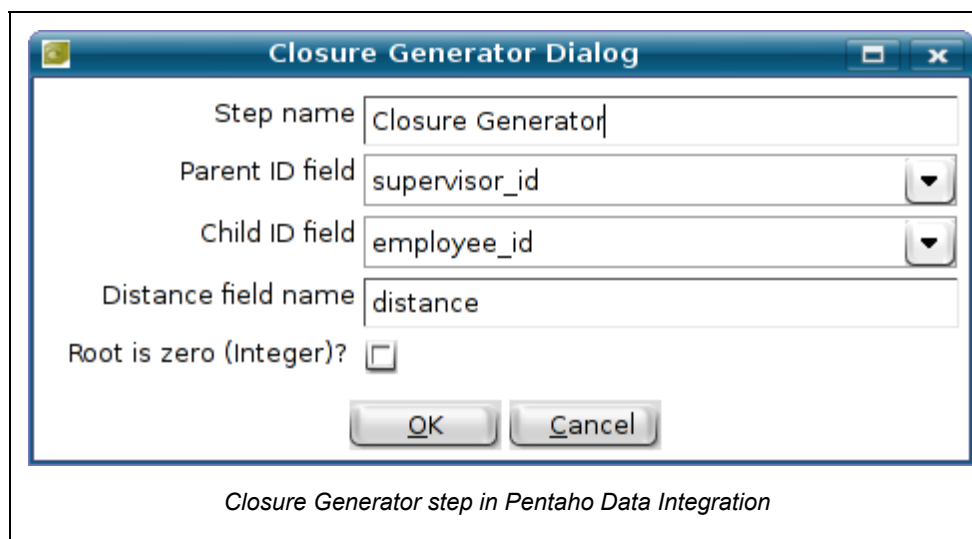 Closure Generator Dialog
Step name Closure Generator
Parent ID field supervisor_id
Child ID field employee_id
Distance field name distance
Root is zero (Integer)?
OK Cancel
Closure Generator step in Pentaho Data Integration